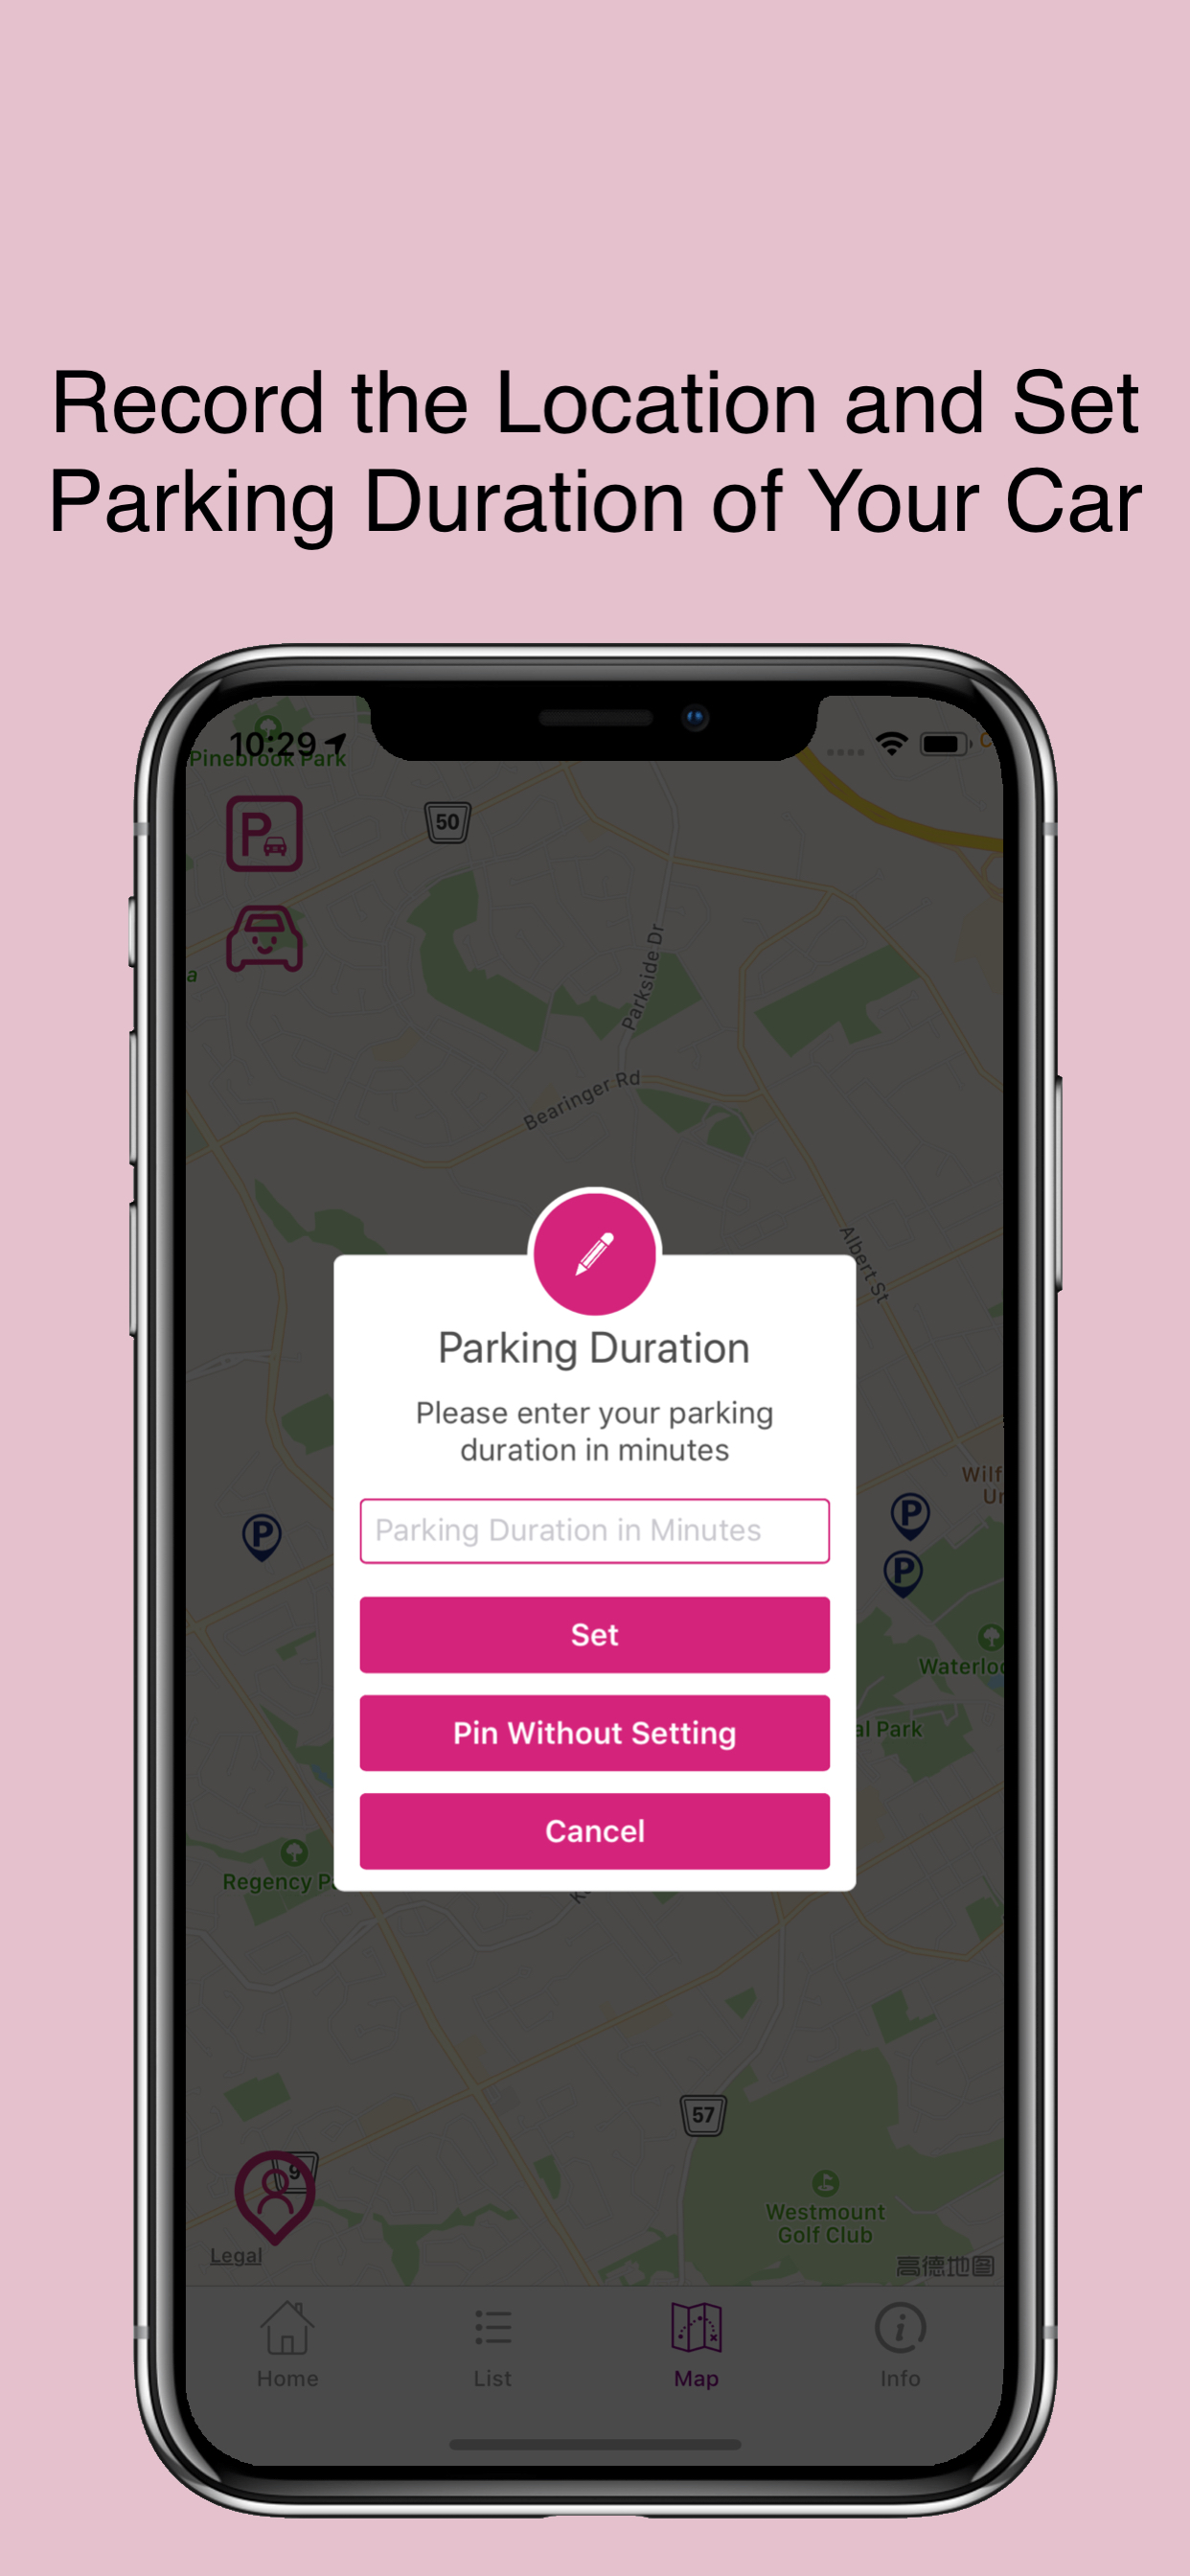 Record the Location and Set
Parking Duration of Your Car
10:29
Pinebrook Park
50
P
a
Parkside Dr
Bearinger Rd
Albert St
Parking Duration
Please enter your parking
duration in minutes
Wilf
Ur
Parking Duration in Minutes
P
P
P
Set
Waterloo
Pin Without Setting
al Park
Cancel
Regency P
57
9
Westmount
Golf Club
Legal
高德地图
Home
List
Map
Info